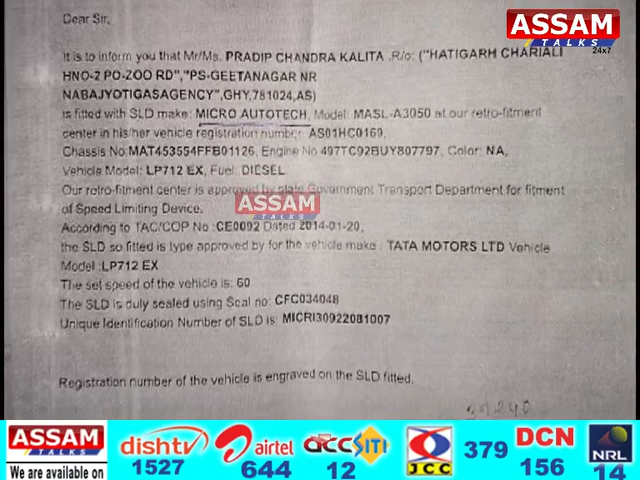 Dear Sir,
ASSAM
TALKS
24x7
It is to inform you that Mr/Ms. PRADIP CHANDRA KALITA .R/o: ("HATIGARH CHARIALI
HNO-2 PO-ZOO RD","PS-GEETANAGAR NR
NABAJYOTIGASAGENCY",GHY,781024,AS)
is fitted with SLD make: MICRO AUTOTECH, Model: MASL-A3050 at our retro-fitment
center in his/her vehicle registration number AS01HC0169,
Chassis No:MAT453554FFB01126, Engine No 497TC92BUY807797, Color: NA,
Vehicle Model: LP712 EX, Fuel: DIESEL
Our retro-fitment center is approved by state Government Transport Department for fitment
of Speed Limiting Device.
ASSAM
TALKS
According to TAC/COP No :CE0092 Dated 2014-01-20,
the SLD so fitted is type approved by for the vehicle make : TATA MOTORS LTD Vehicle
Model :LP712 EX
The set speed of the vehicle is: 60
The SLD is duly sealed using Seal no: CFC034048
Unique Identification Number of SLD is: MICRI30922081007
Registration number of the vehicle is engraved on the SLD fitted.
ASSAM
TALKS
We are available on
dishtv
1527
airtel
644
acc SITI
12
JCC
379
DCN
156
NRL
14